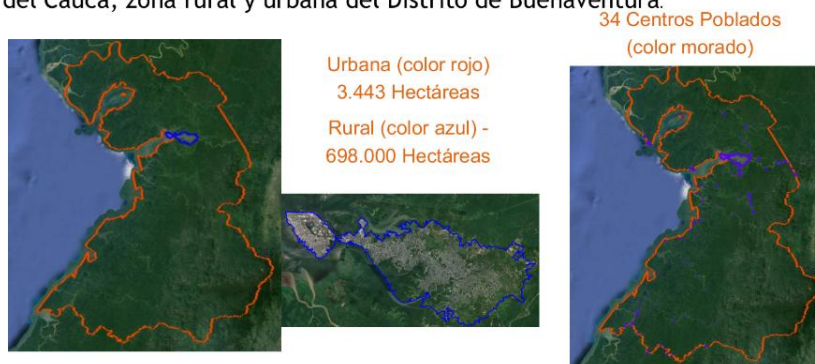 del Cauca, zona rural y urbana del Distrito de Buenaventura.
34 Centros Poblados
(color morado)
Urbana (color rojo)
3.443 Hectáreas
Rural (color azul) -
698.000 Hectáreas